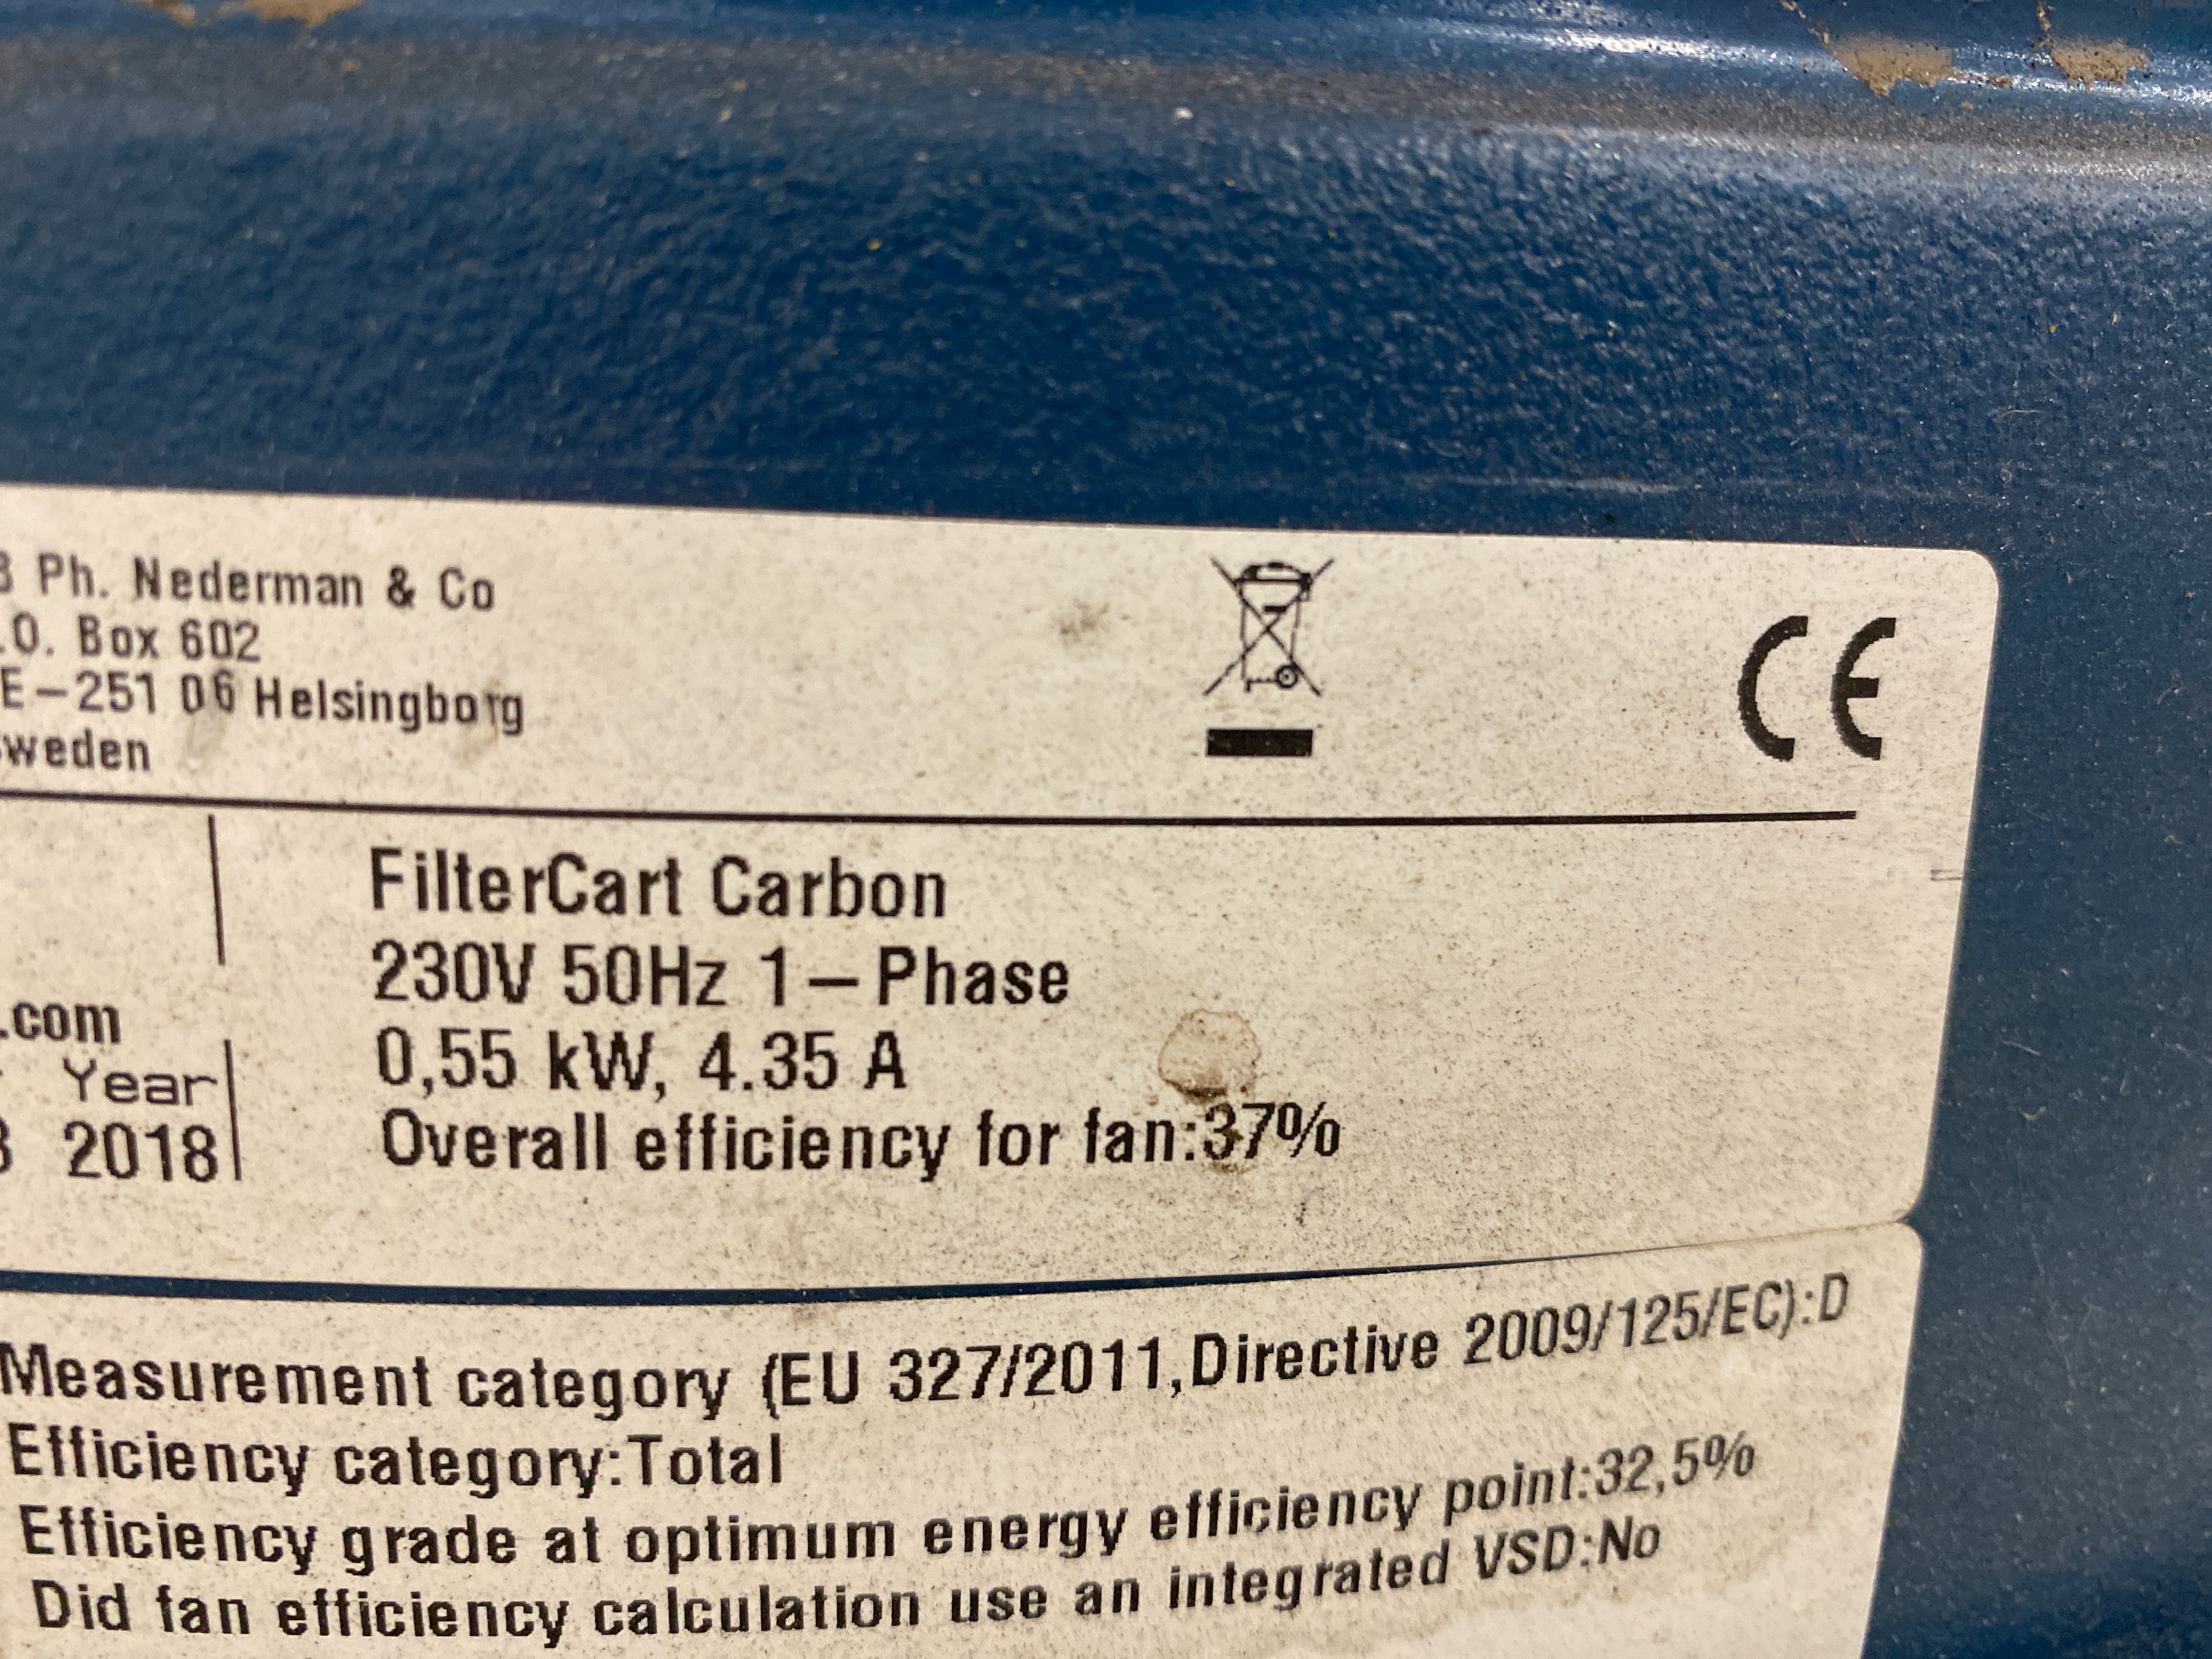 Ph. Nederman & Co
.O. Box 602
E-251 06 Helsingborg
weden
CE
FilterCart Carbon
230V 50Hz 1-Phase
0,55 kW, 4.35 A
Overall efficiency for fan:37%
.com
Year
2018
Measurement category (EU 327/2011,Directive 2009/125/EC):D
Efficiency category:Total
Efficiency grade at optimum energy efficiency point:32,5%
Did fan efficiency calculation use an integrated VSD:No